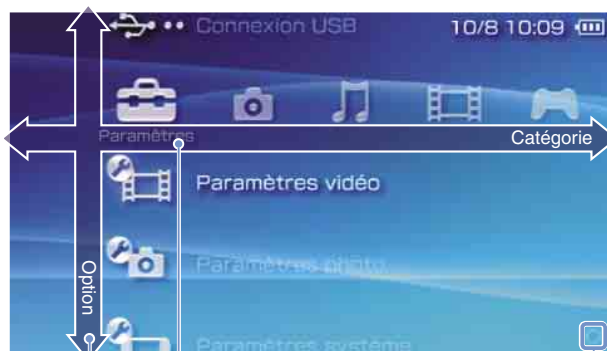 Connexion USB
10/8 10:09
Paramètres
Catégorie
Paramètres vidéo
Option
Paramètres photo
Paramètres système